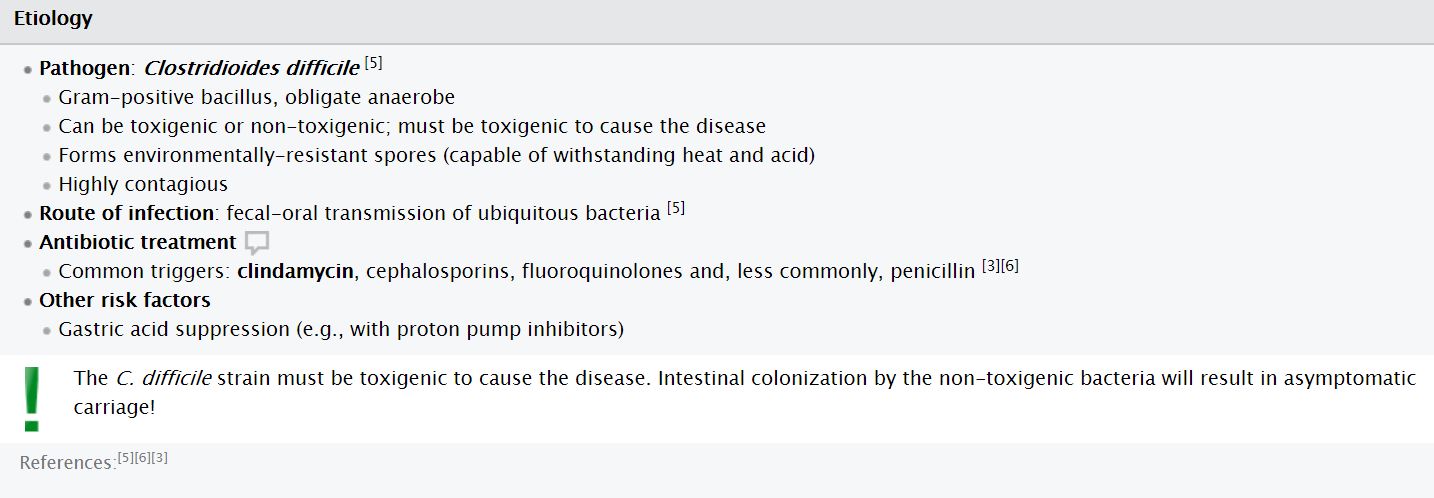 Etiology
Pathogen: Clostridioides difficile [5]
Gram-positive bacillus, obligate anaerobe
Can be toxigenic or non-toxigenic; must be toxigenic to cause the disease
Forms environmentally-resistant spores (capable of withstanding heat and acid)
Highly contagious
Route of infection: fecal-oral transmission of ubiquitous bacteria [5]
Antibiotic treatment
Common triggers: clindamycin, cephalosporins, fluoroquinolones and, less commonly, penicillin [3][6]
Other risk factors
Gastric acid suppression (e.g., with proton pump inhibitors)
The C. difficile strain must be toxigenic to cause the disease. Intestinal colonization by the non-toxigenic bacteria will result in asymptomatic
carriage!
References:[5][6][3]